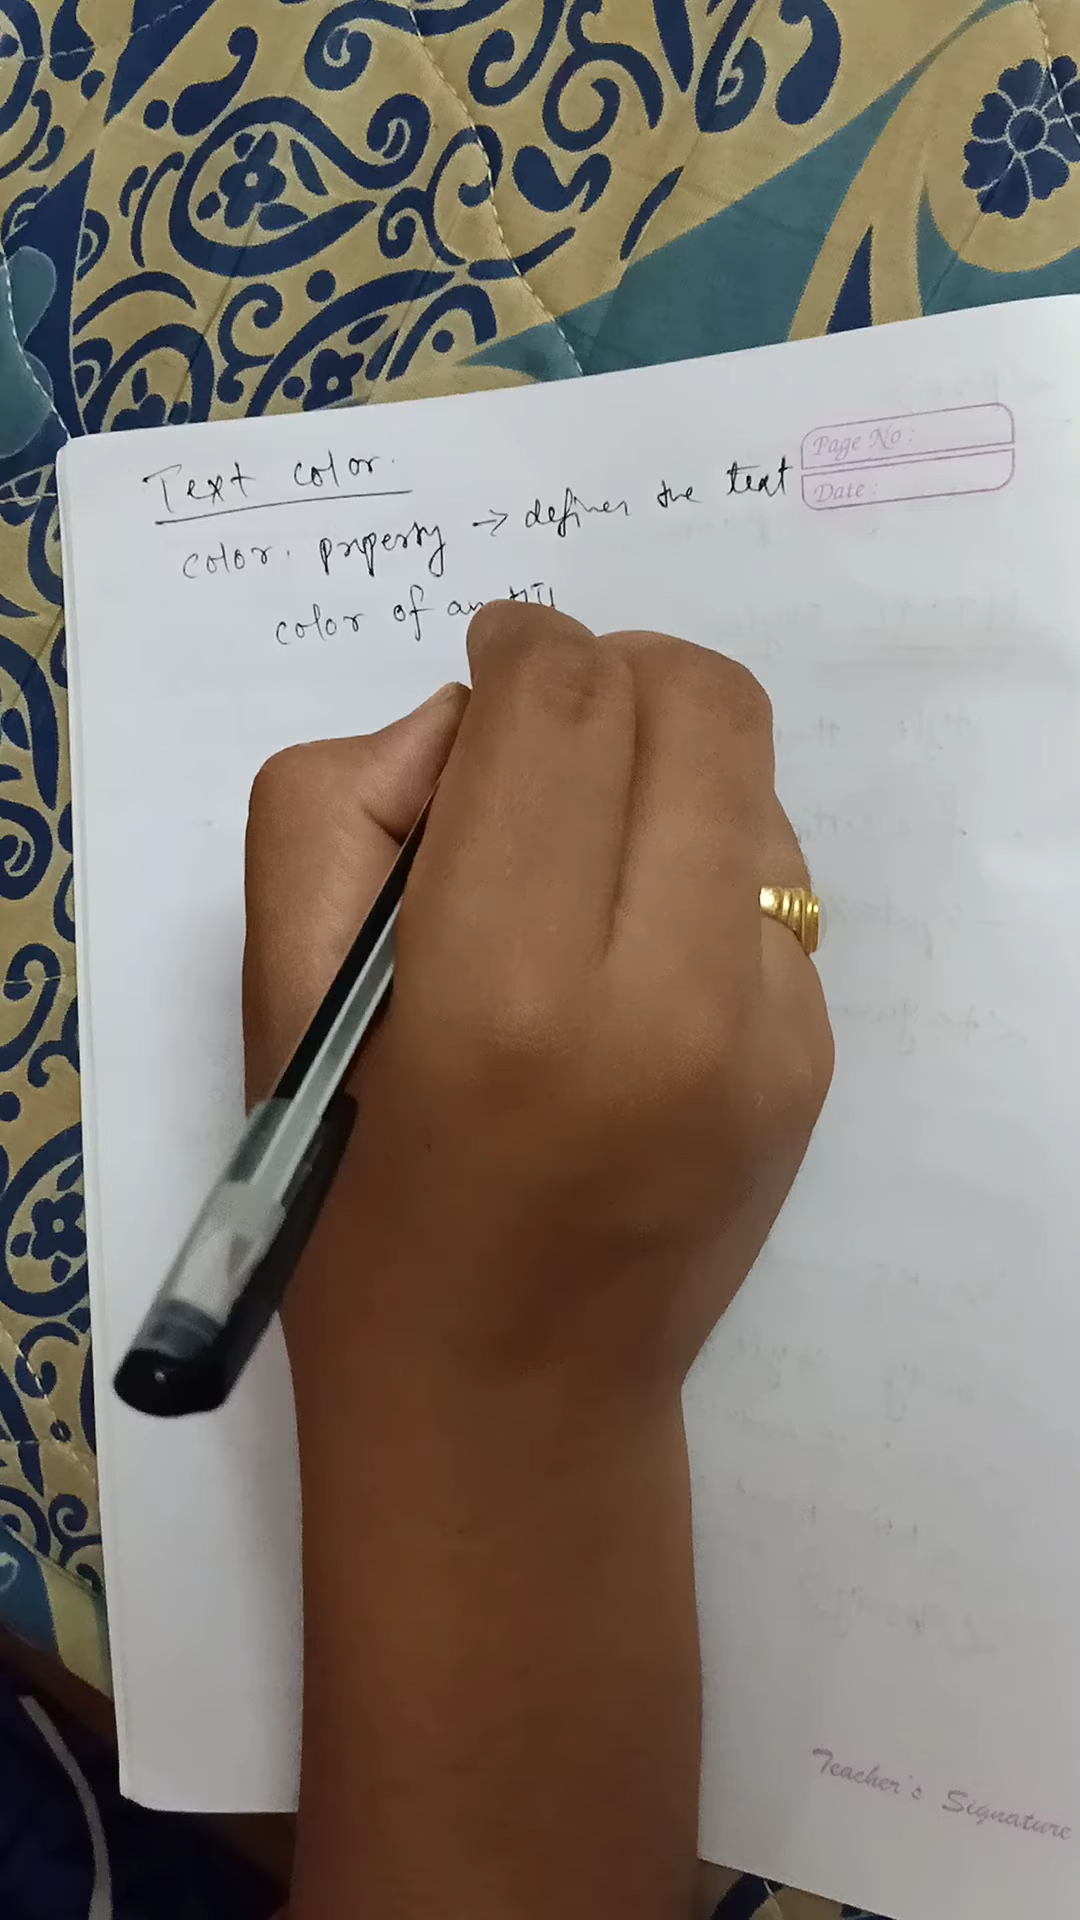 Page No :
Date :
Text color.
color. property → defines the text
color of an
Teacher's Signature